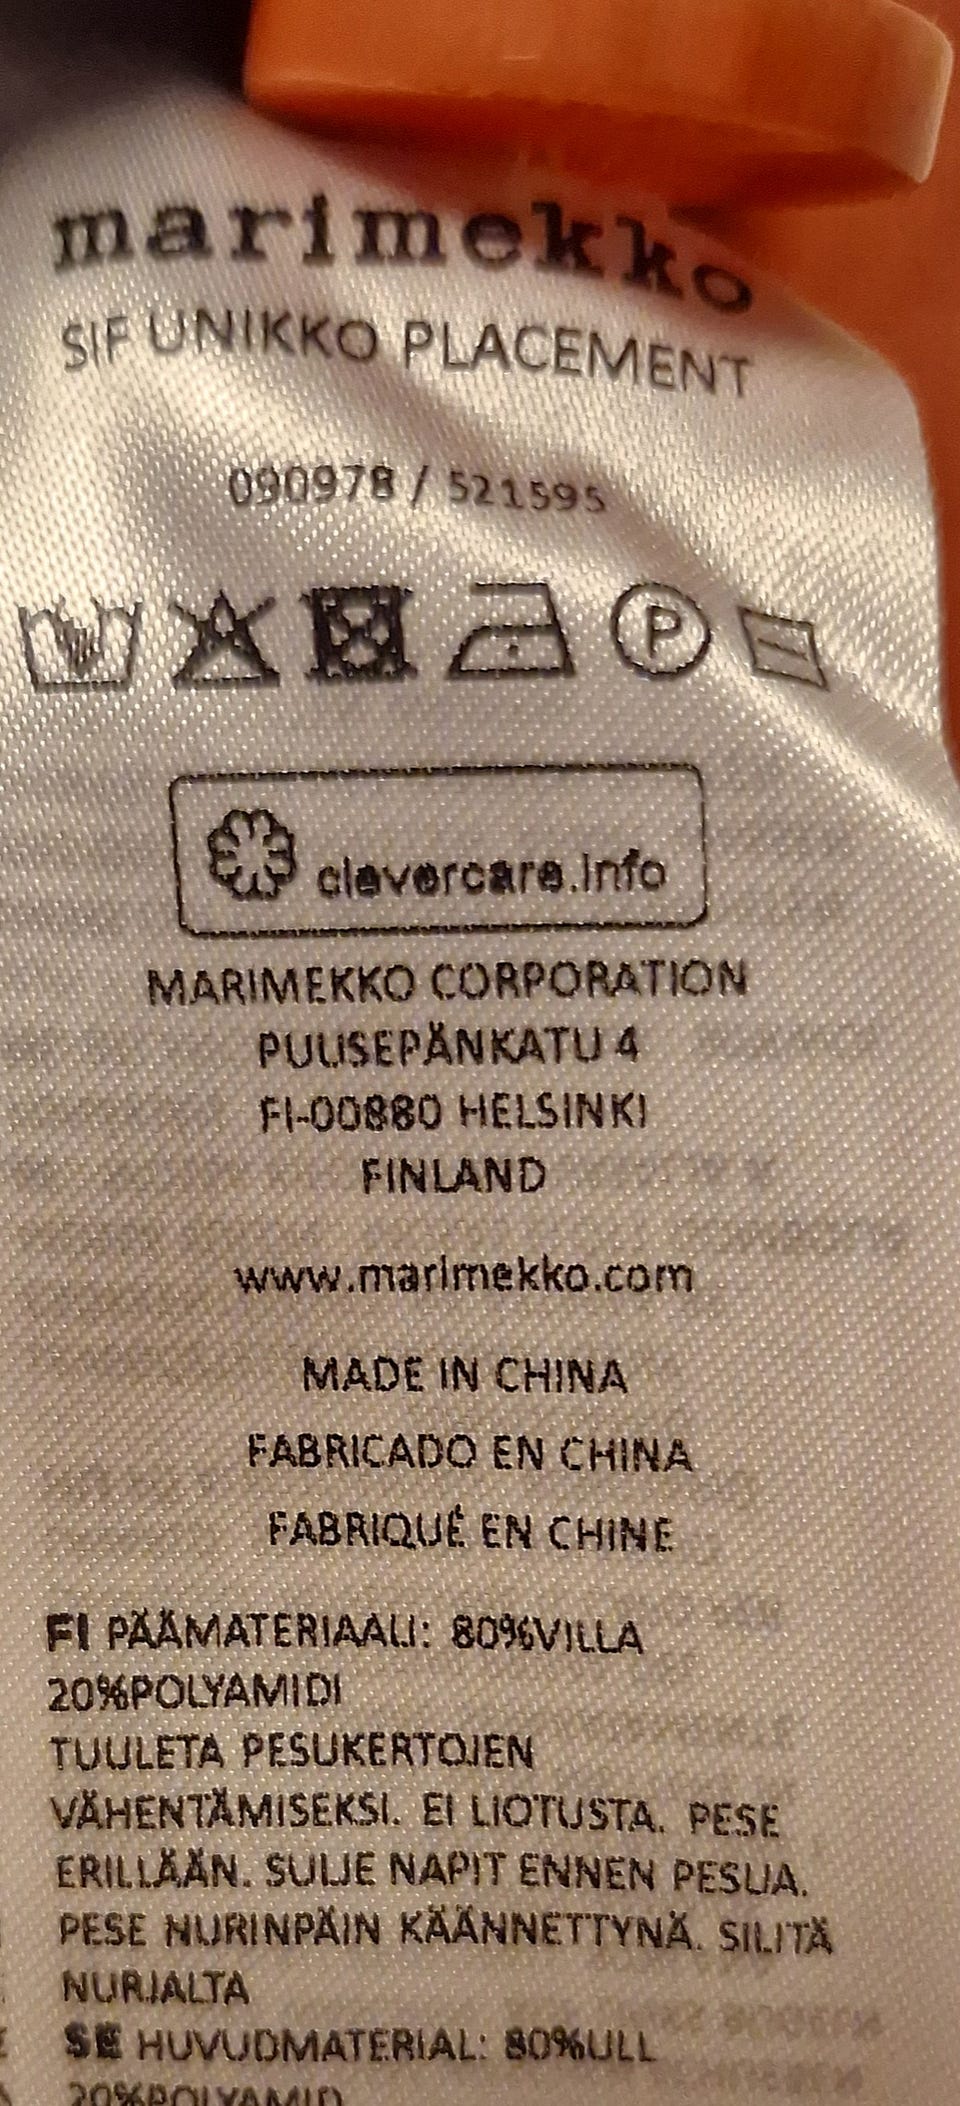 marimekko
SIF UNIKKO PLACEMENT
090978 / 521595
P
clevercare.info
MARIMEKKO CORPORATION
PUUSEPÄNKATU 4
FI-00880 HELSINKI
FINLAND
www.marimekko.com
MADE IN CHINA
FABRICADO EN CHINA
FABRIQUÉ EN CHINE
FI PÄÄMATERIAALI: 80%VILLA
20%POLYAMIDI
TUULETA PESUKERTOJEN
VÄHENTÄMISEKSI. EI LIOTUSTA. PESE
ERILLÄÄN. SULJE NAPIT ENNEN PESUA.
PESE NURINPÄIN KÄÄNNETTYNÄ. SILITÄ
NURJALTA
SE HUVUDMATERIAL: 80%ULL
20%POLYAMID